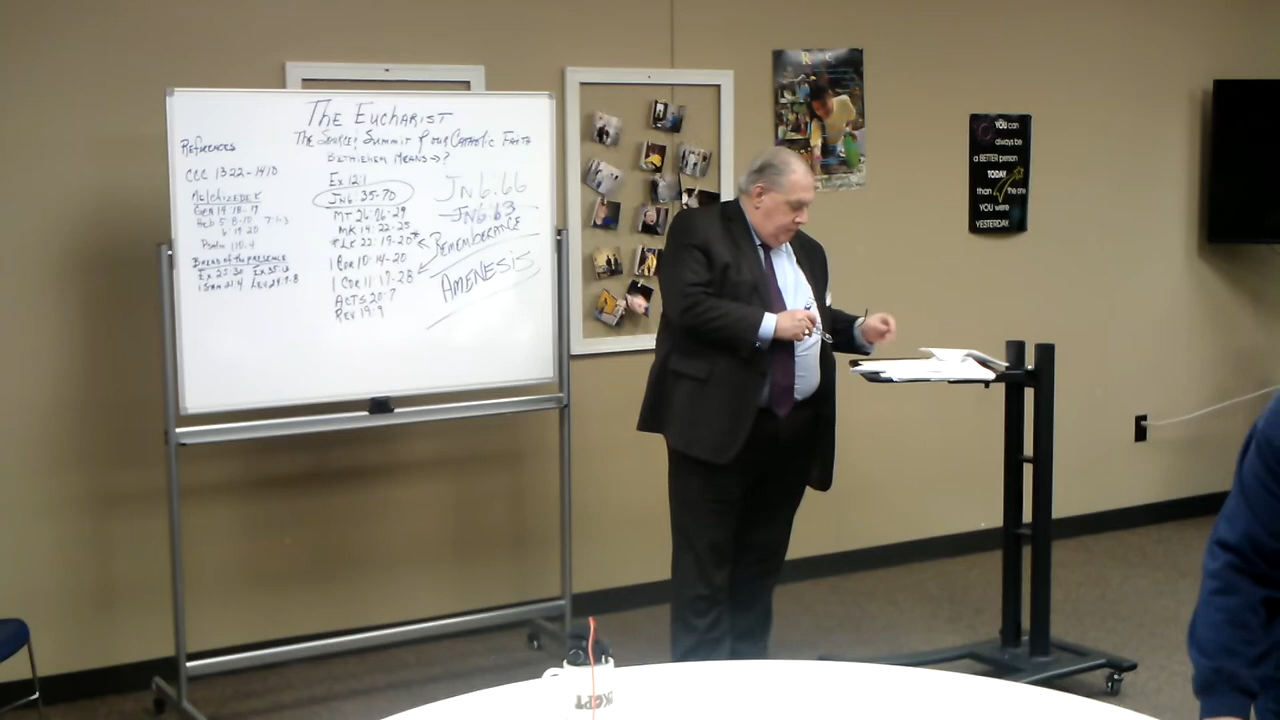 The Eucharist
The Source & Summit of our Catholic Faith
Bethlehem Means → ?
References
CCC 1322-1410
Melchizedek
Gen 14:18-19
Heb 5:8-10 7:1-3
6:19-20
Psalm 110:4
Bread of the presence
Ex 25:30 Ex 35:13
1 Sam 21:4 Lev 24:7-8
Ex 12:1
Jn 6:35-70
Mt 26:26-29
Mk 14:22-25
*Lk 22:19-20*
1 Cor 10:14-20
1 Cor 11:17-28
Acts 20:7
Rev 19:9
Jn 6:66
Jn 6:63
Rememberance
Amenesis
R C
YOU can
always be
a BETTER person
TODAY
than the one
YOU were
YESTERDAY